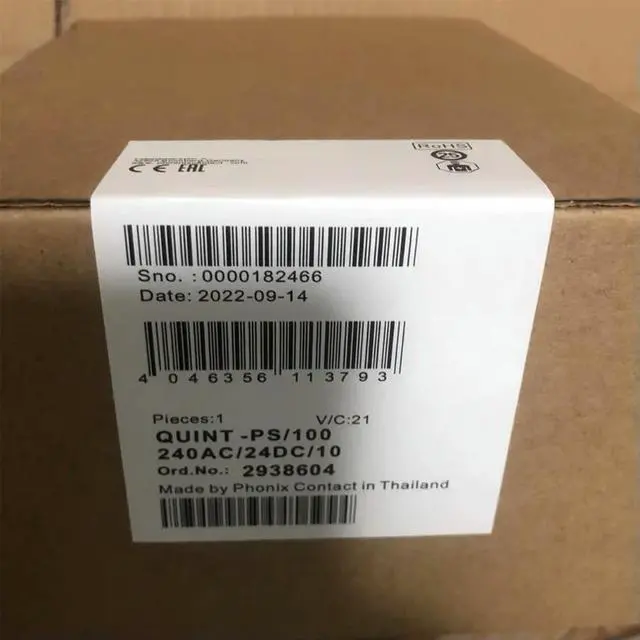 RoHS
25
CE EAC
Sno. :0000182466
Date: 2022-09-14
4 046356 113793
Pieces:1 V/C:21
QUINT -PS/100
240AC/24DC/10
Ord.No.: 2938604
Made by Phonix Contact in Thailand